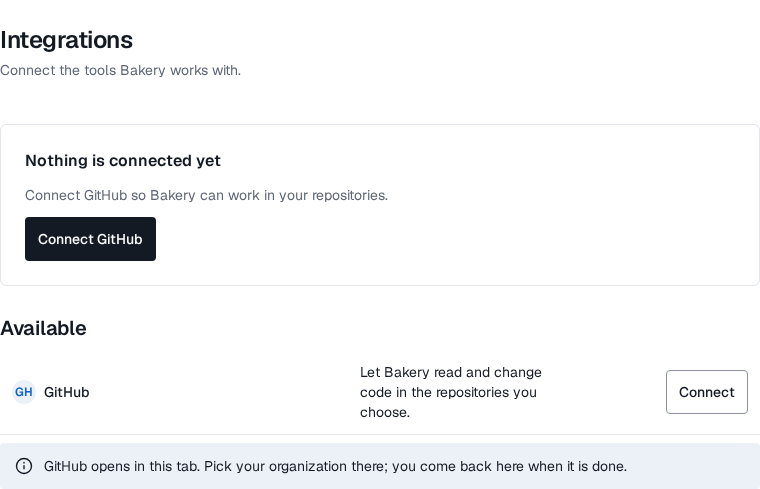 Integrations
Connect the tools Bakery works with.
Nothing is connected yet
Connect GitHub so Bakery can work in your repositories.
Connect GitHub
Available
GH GitHub
Let Bakery read and change
code in the repositories you
choose.
Connect
GitHub opens in this tab. Pick your organization there; you come back here when it is done.